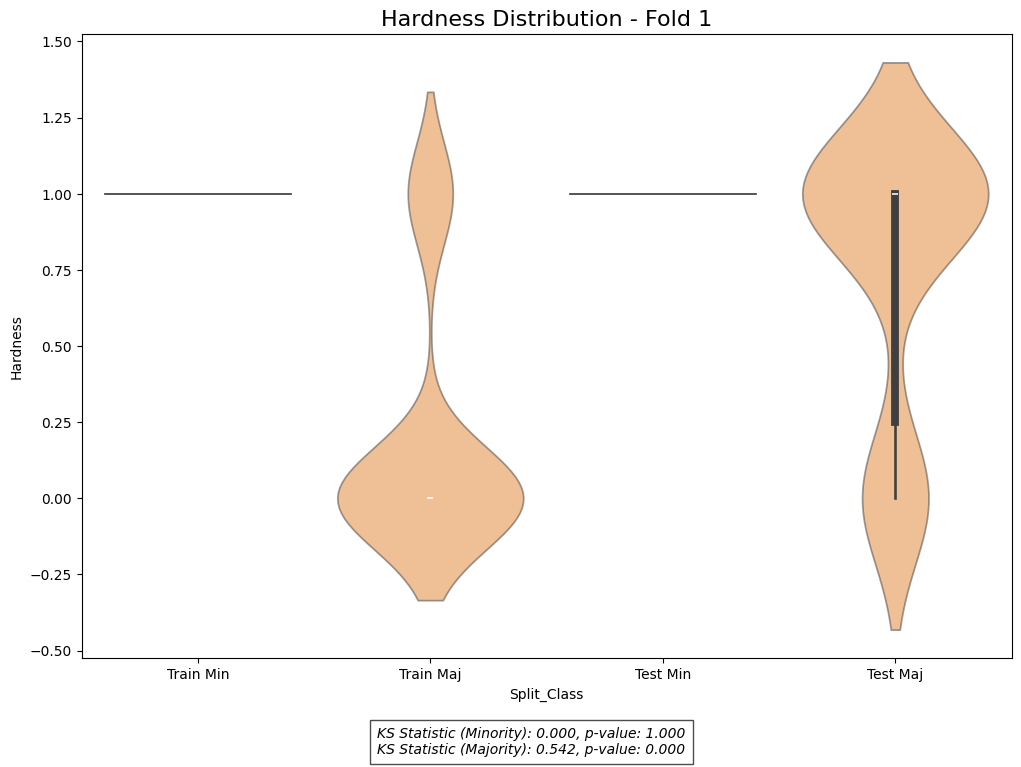 Hardness Distribution - Fold 1
1.50
1.25
1.00
0.75
0.50
0.25
0.00
−0.25
−0.50
Hardness
Train Min Train Maj Test Min Test Maj
Split_Class
KS Statistic (Minority): 0.000, p-value: 1.000
KS Statistic (Majority): 0.542, p-value: 0.000